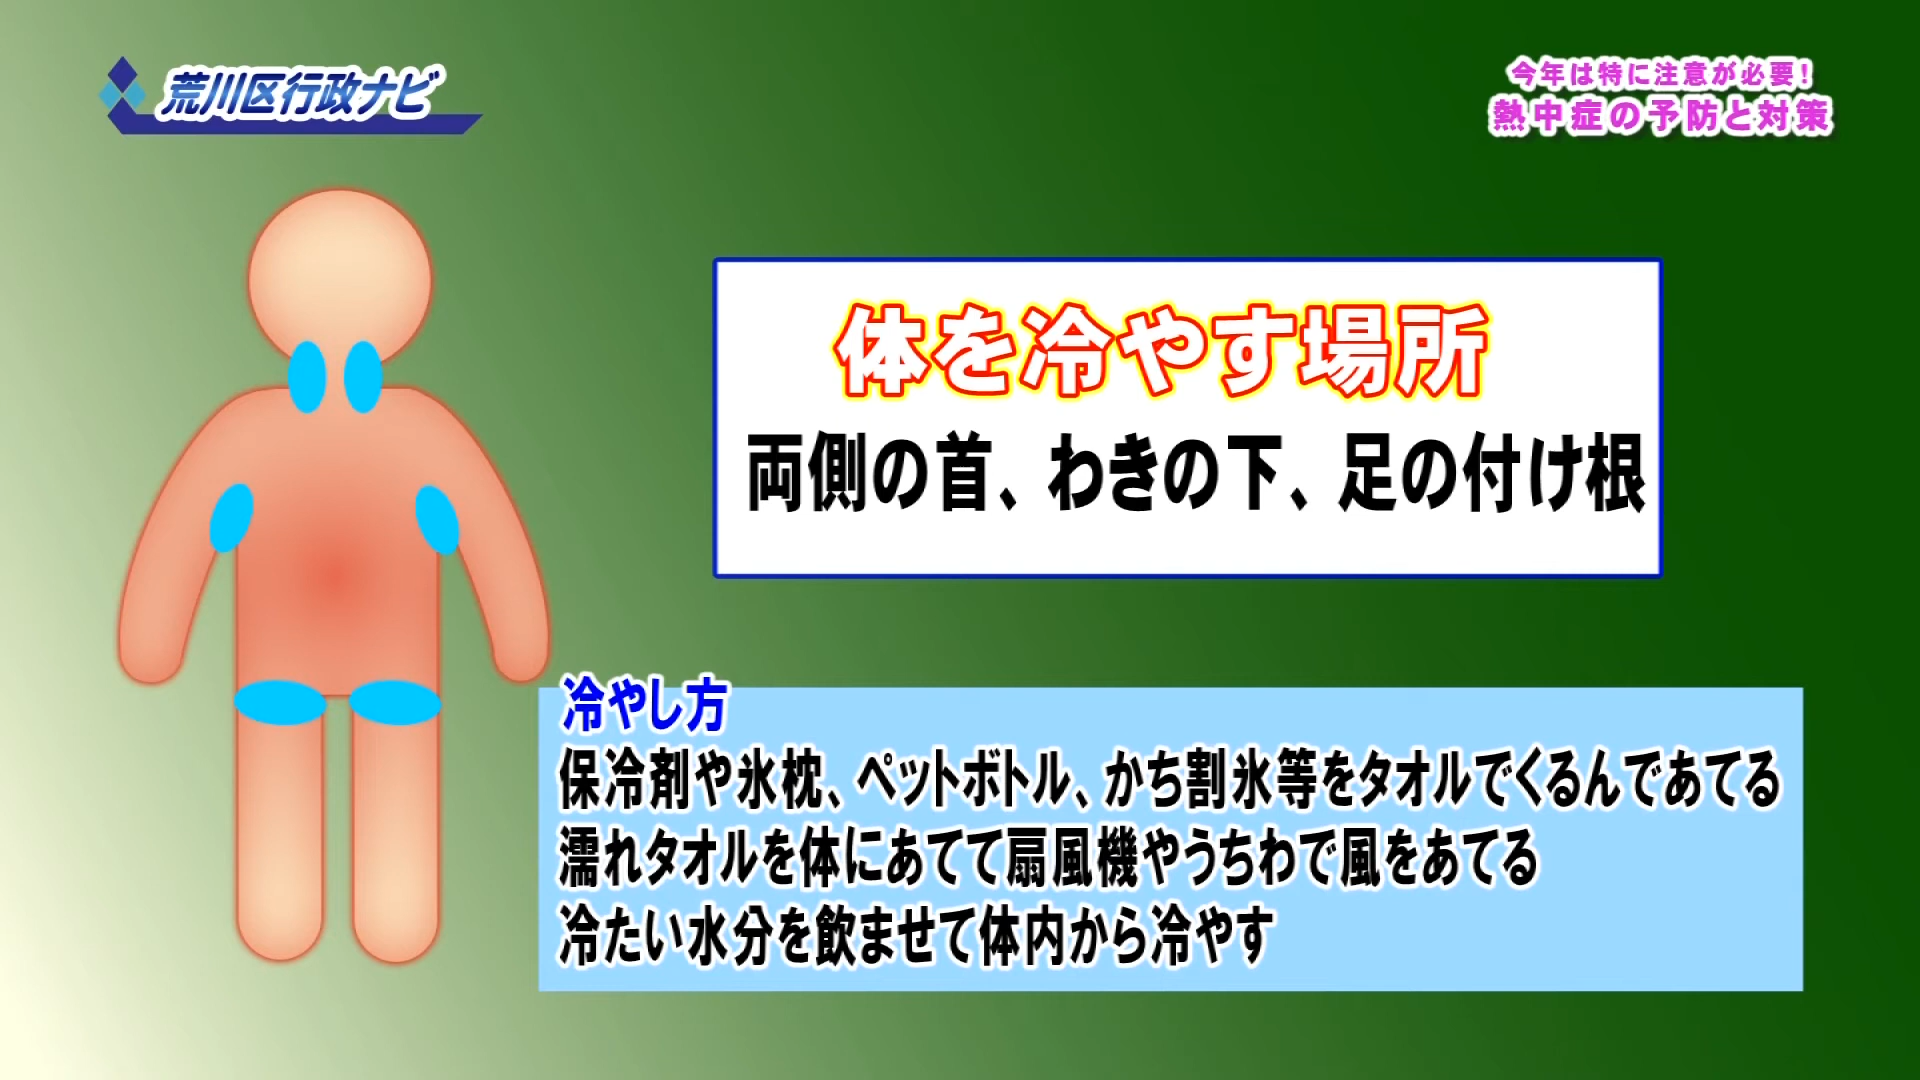 荒川区行政ナビ
今年は特に注意が必要！
熱中症の予防と対策
体を冷やす場所
両側の首、わきの下、足の付け根
冷やし方
保冷剤や氷枕、ペットボトル、かち割氷等をタオルでくるんであてる
濡れタオルを体にあてて扇風機やうちわで風をあてる
冷たい水分を飲ませて体内から冷やす